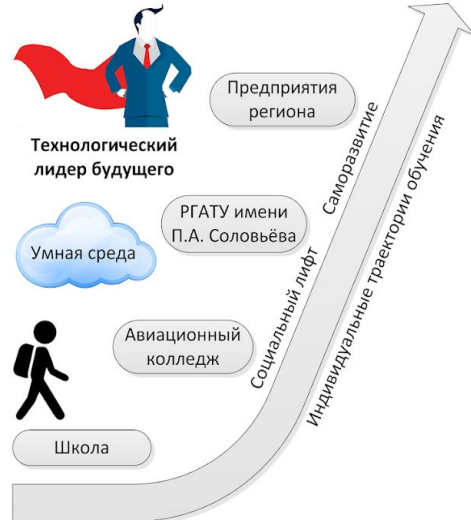 Предприятия
региона
Технологический
лидер будущего
РГАТУ имени
П.А. Соловьёва
Умная среда
Авиационный
колледж
Школа
Социальный лифт
Саморазвитие
Индивидуальные траектории обучения